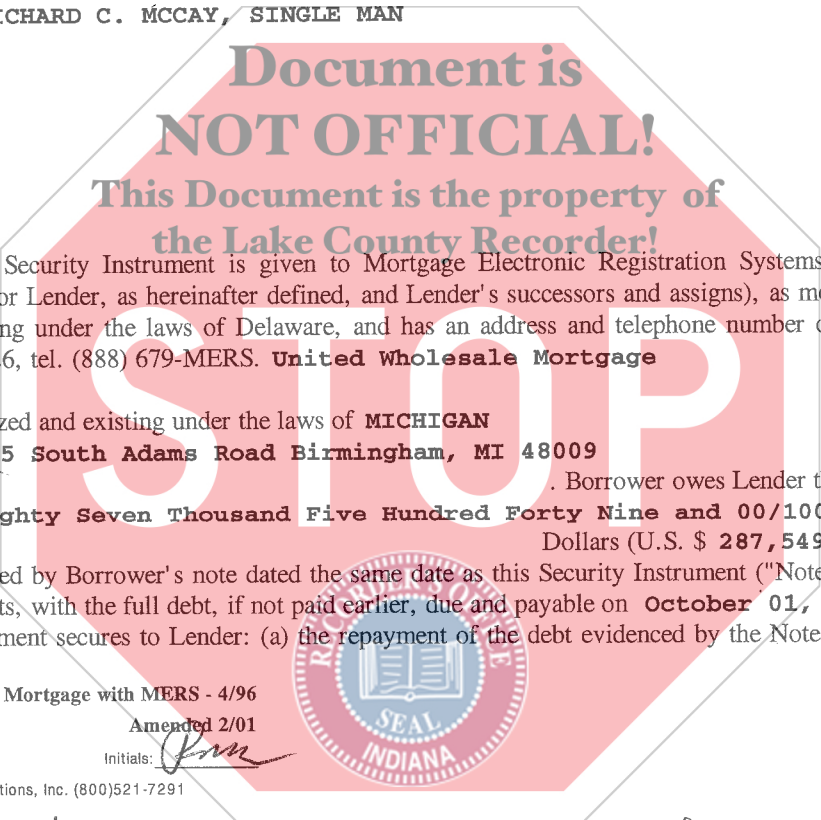 ICHARD C. MCCAY, SINGLE MAN
Document is
NOT OFFICIAL!
This Document is the property of
the Lake County Recorder!
Security Instrument is given to Mortgage Electronic Registration Systems
or Lender, as hereinafter defined, and Lender's successors and assigns), as mo
ng under the laws of Delaware, and has an address and telephone number o
6, tel. (888) 679-MERS. United Wholesale Mortgage
zed and existing under the laws of MICHIGAN
5 South Adams Road Birmingham, MI 48009
. Borrower owes Lender t
ghty Seven Thousand Five Hundred Forty Nine and 00/100
Dollars (U.S. $ 287,549
ed by Borrower's note dated the same date as this Security Instrument ("Note
ts, with the full debt, if not paid earlier, due and payable on October 01,
ment secures to Lender: (a) the repayment of the debt evidenced by the Note
STOP
RECORDER'S OFFICE
SEAL
INDIANA
Mortgage with MERS - 4/96
Amended 2/01
Initials:
tions, Inc. (800)521-7291